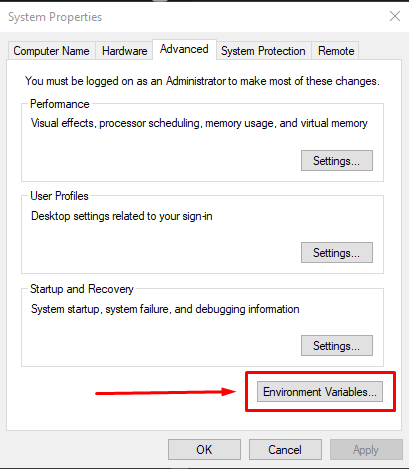 System Properties
Computer Name Hardware Advanced System Protection Remote
You must be logged on as an Administrator to make most of these changes.
Performance
Visual effects, processor scheduling, memory usage, and virtual memory
Settings...
User Profiles
Desktop settings related to your sign-in
Settings...
Startup and Recovery
System startup, system failure, and debugging information
Settings...
Environment Variables...
OK Cancel Apply